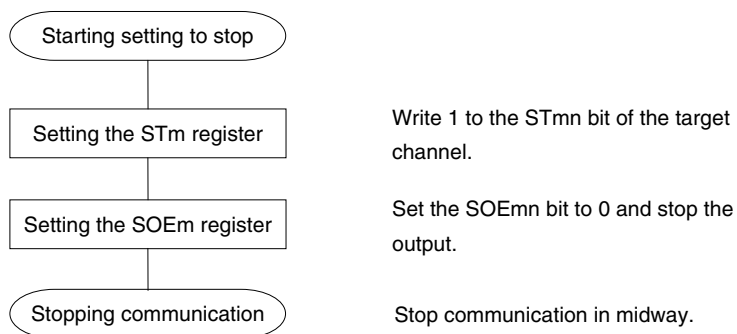 Starting setting to stop
Setting the STm register
Write 1 to the STmn bit of the target
channel.
Setting the SOEm register
Set the SOEmn bit to 0 and stop the
output.
Stopping communication
Stop communication in midway.